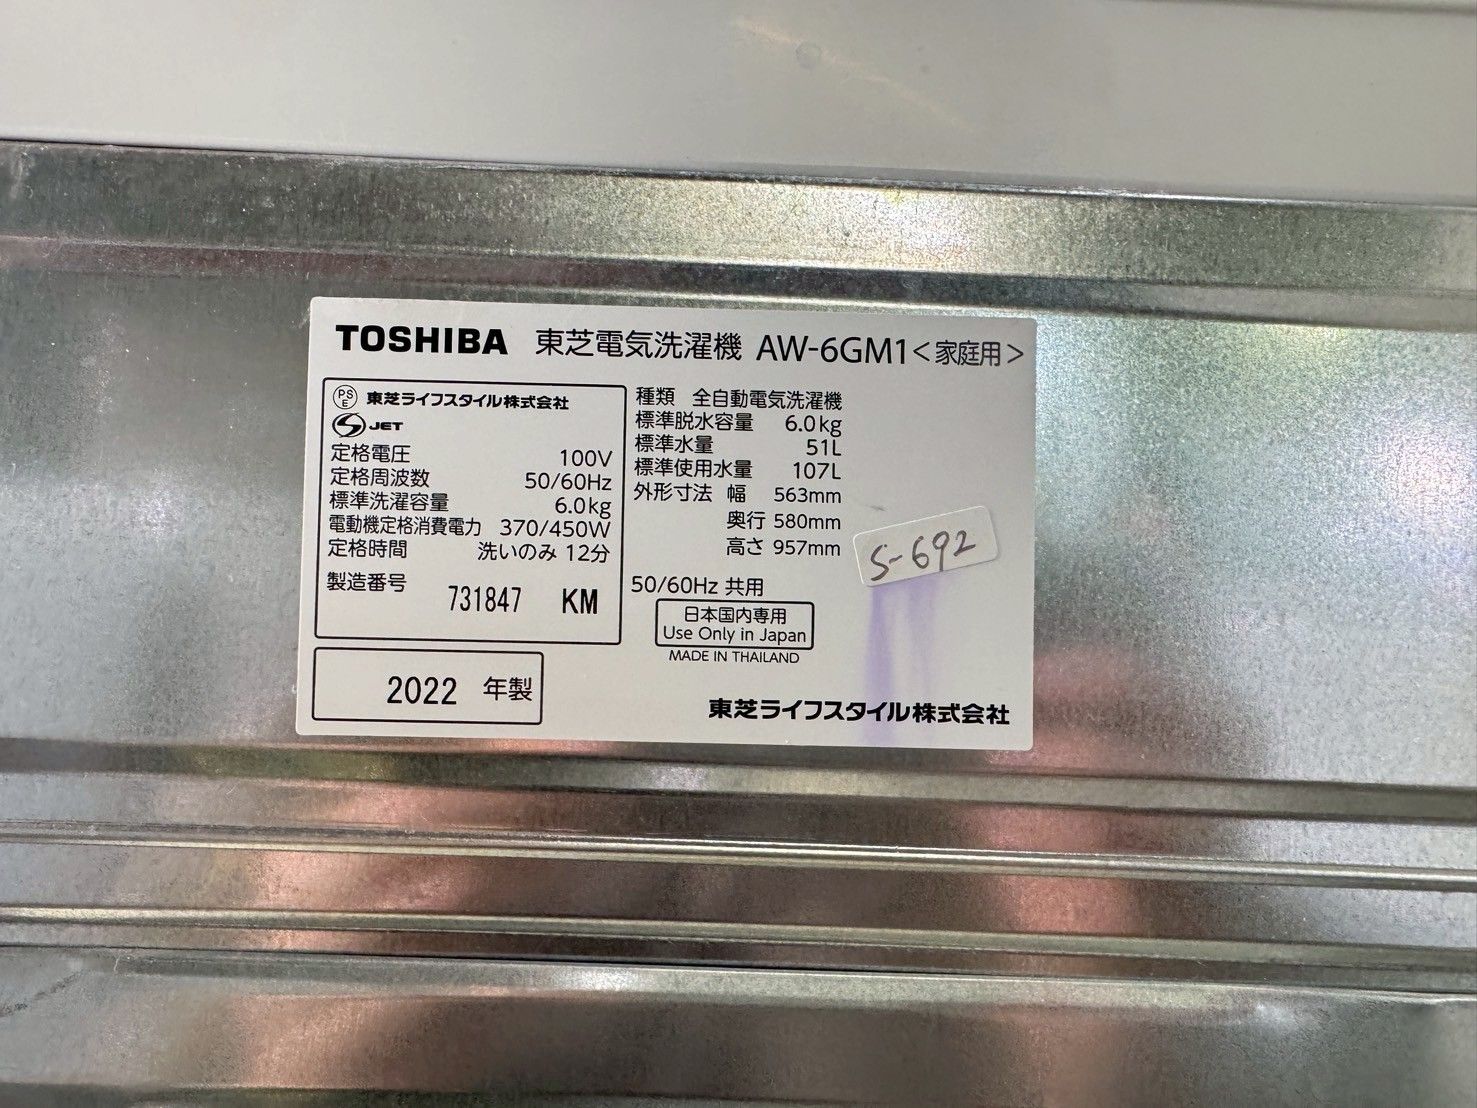 TOSHIBA 東芝電気洗濯機 AW-6GM1<家庭用>
PSE 東芝ライフスタイル株式会社
JET
定格電圧 100V
定格周波数 50/60Hz
標準洗濯容量 6.0kg
電動機定格消費電力 370/450W
定格時間 洗いのみ 12分
製造番号 731847 KM
2022 年製
種類 全自動電気洗濯機
標準脱水容量 6.0kg
標準水量 51L
標準使用水量 107L
外形寸法 幅 563mm
奥行 580mm
高さ 957mm
50/60Hz 共用
日本国内専用
Use Only in Japan
MADE IN THAILAND
S-692
東芝ライフスタイル株式会社